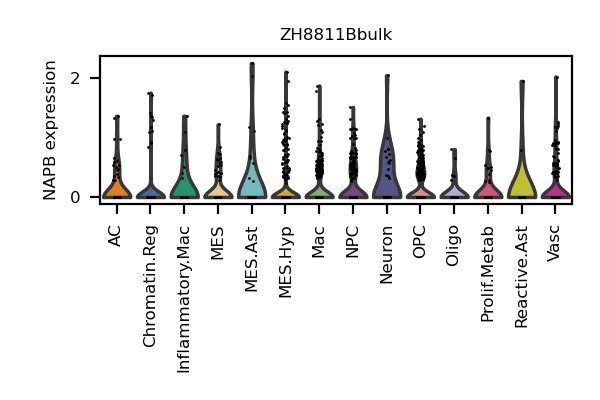 ZH8811Bbulk
NAPB expression
2
0
AC
Chromatin.Reg
Inflammatory.Mac
MES
MES.Ast
MES.Hyp
Mac
NPC
Neuron
OPC
Oligo
Prolif.Metab
Reactive.Ast
Vasc